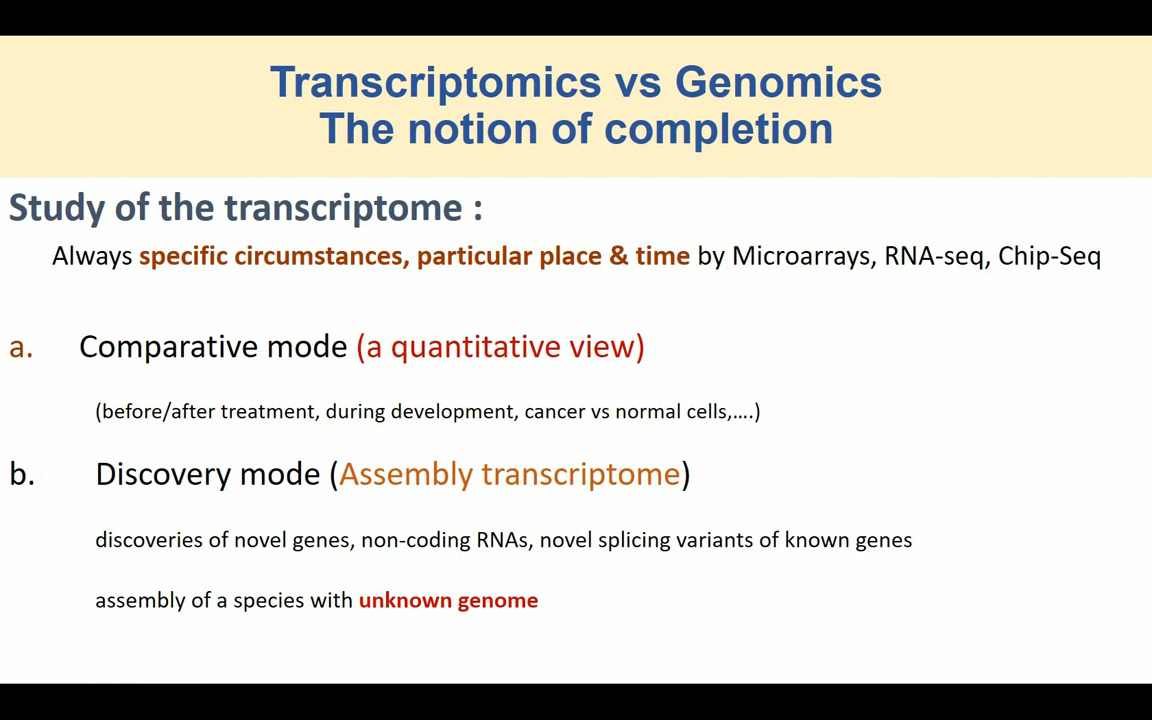 Transcriptomics vs Genomics
The notion of completion
Study of the transcriptome :
Always specific circumstances, particular place & time by Microarrays, RNA-seq, Chip-Seq
a. Comparative mode (a quantitative view)
(before/after treatment, during development, cancer vs normal cells,....)
b. Discovery mode (Assembly transcriptome)
discoveries of novel genes, non-coding RNAs, novel splicing variants of known genes
assembly of a species with unknown genome